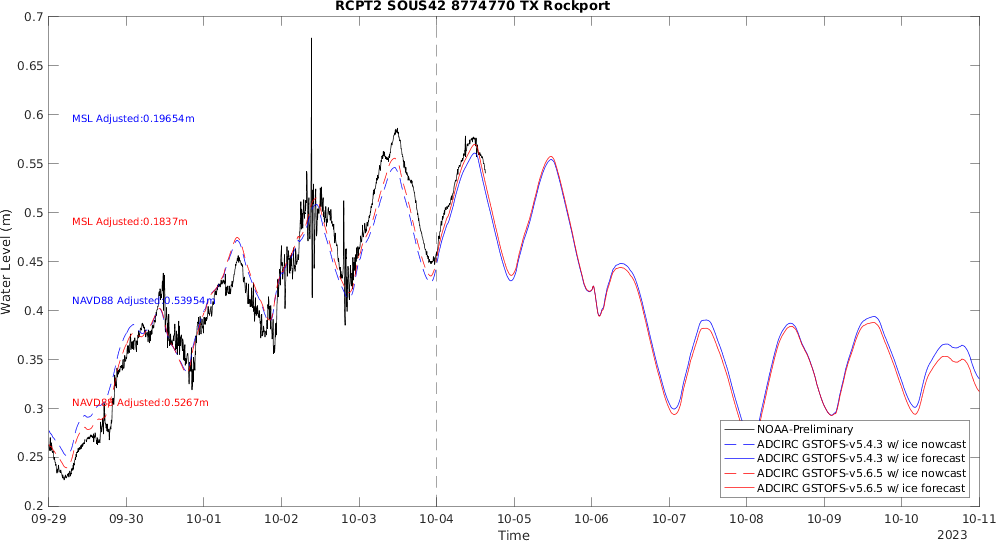 RCPT2 SOUS42 8774770 TX Rockport
0.7
0.65
0.6
0.55
0.5
0.45
0.4
0.35
0.3
0.25
0.2
Water Level (m)
MSL Adjusted:0.19654m
MSL Adjusted:0.1837m
NAVD88 Adjusted:0.53954m
NAVD88 Adjusted:0.5267m
NOAA-Preliminary
ADCIRC GSTOFS-v5.4.3 w/ ice nowcast
ADCIRC GSTOFS-v5.4.3 w/ ice forecast
ADCIRC GSTOFS-v5.6.5 w/ ice nowcast
ADCIRC GSTOFS-v5.6.5 w/ ice forecast
09-29 09-30 10-01 10-02 10-03 10-04 10-05 10-06 10-07 10-08 10-09 10-10 10-11
Time
2023